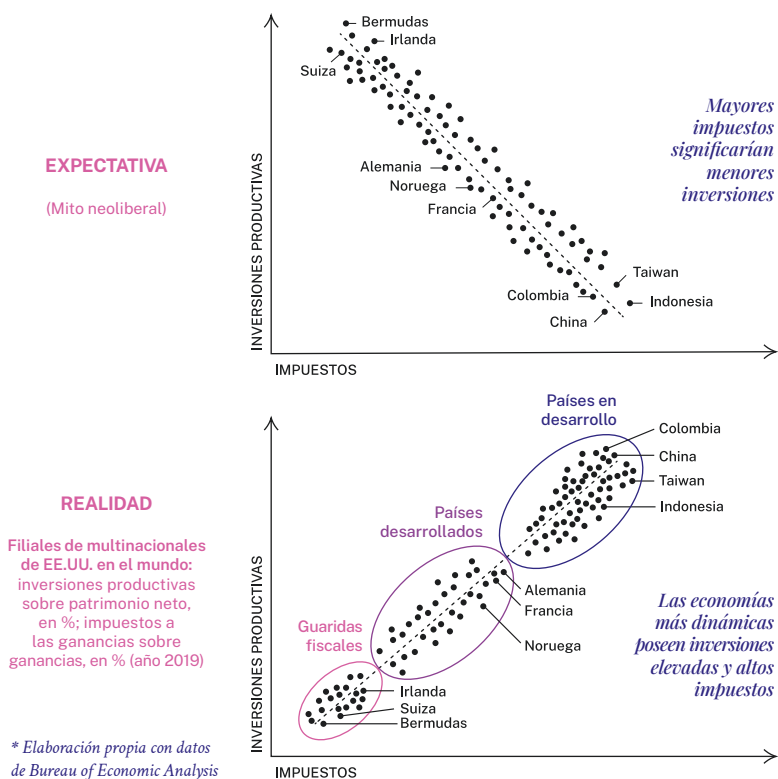 EXPECTATIVA
(Mito neoliberal)
INVERSIONES PRODUCTIVAS
Bermudas
Irlanda
Suiza
Alemania
Noruega
Francia
Colombia
China
Taiwan
Indonesia
IMPUESTOS
Mayores
impuestos
significarían
menores
inversiones
REALIDAD
Filiales de multinacionales
de EE.UU. en el mundo:
inversiones productivas
sobre patrimonio neto,
en %; impuestos a
las ganancias sobre
ganancias, en % (año 2019)
* Elaboración propia con datos
de Bureau of Economic Analysis
INVERSIONES PRODUCTIVAS
Países en
desarrollo
Colombia
China
Taiwan
Indonesia
Países
desarrollados
Alemania
Francia
Noruega
Guaridas
fiscales
Irlanda
Suiza
Bermudas
IMPUESTOS
Las economías
más dinámicas
poseen inversiones
elevadas y altos
impuestos